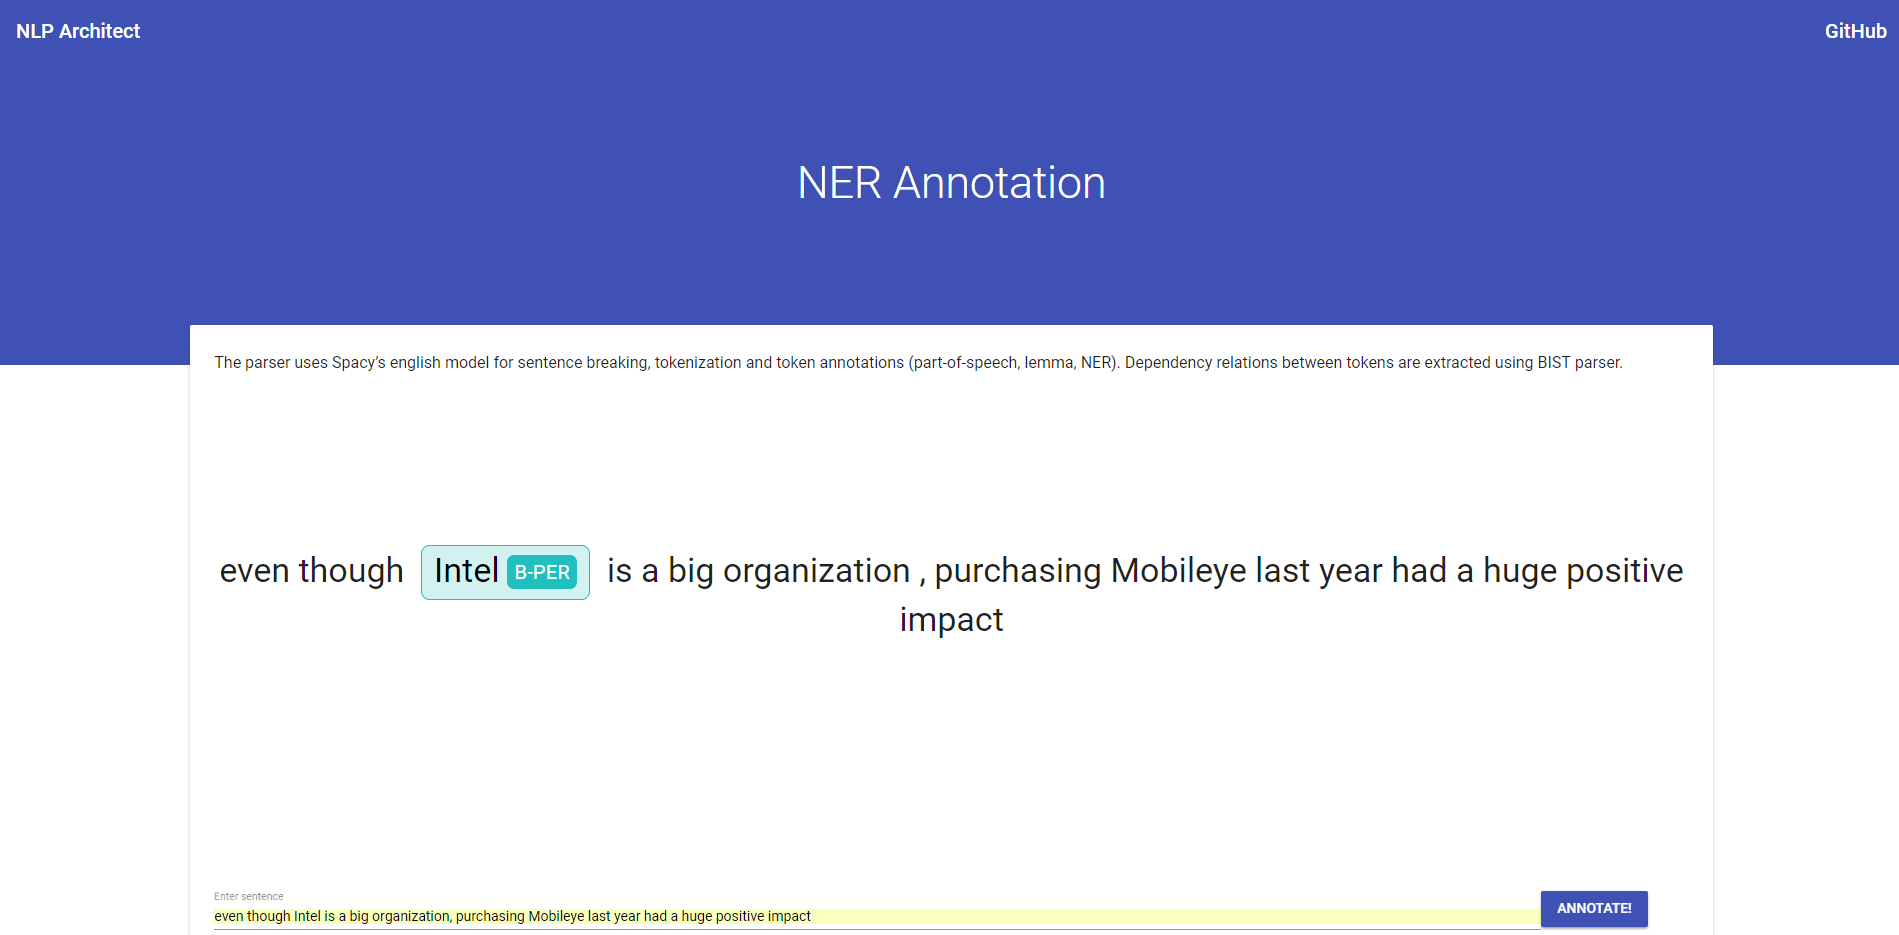 NLP Architect
GitHub
NER Annotation
The parser uses Spacy’s english model for sentence breaking, tokenization and token annotations (part-of-speech, lemma, NER). Dependency relations between tokens are extracted using BIST parser.
even though Intel B-PER is a big organization , purchasing Mobileye last year had a huge positive
impact
Enter sentence
even though Intel is a big organization, purchasing Mobileye last year had a huge positive impact
ANNOTATE!